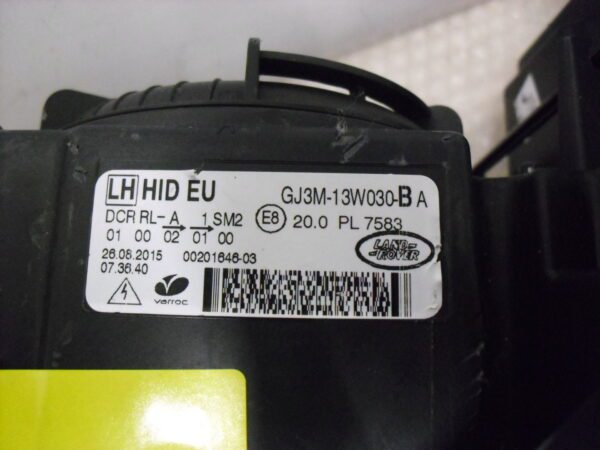 LH HID EU GJ3M-13W030-B A
DCR RL-A → 1 SM2 E8 20.0 PL 7583
01 00 02 01 00
LAND-
-ROVER
26.08.2015 00201646-03
07.36.40
varroc